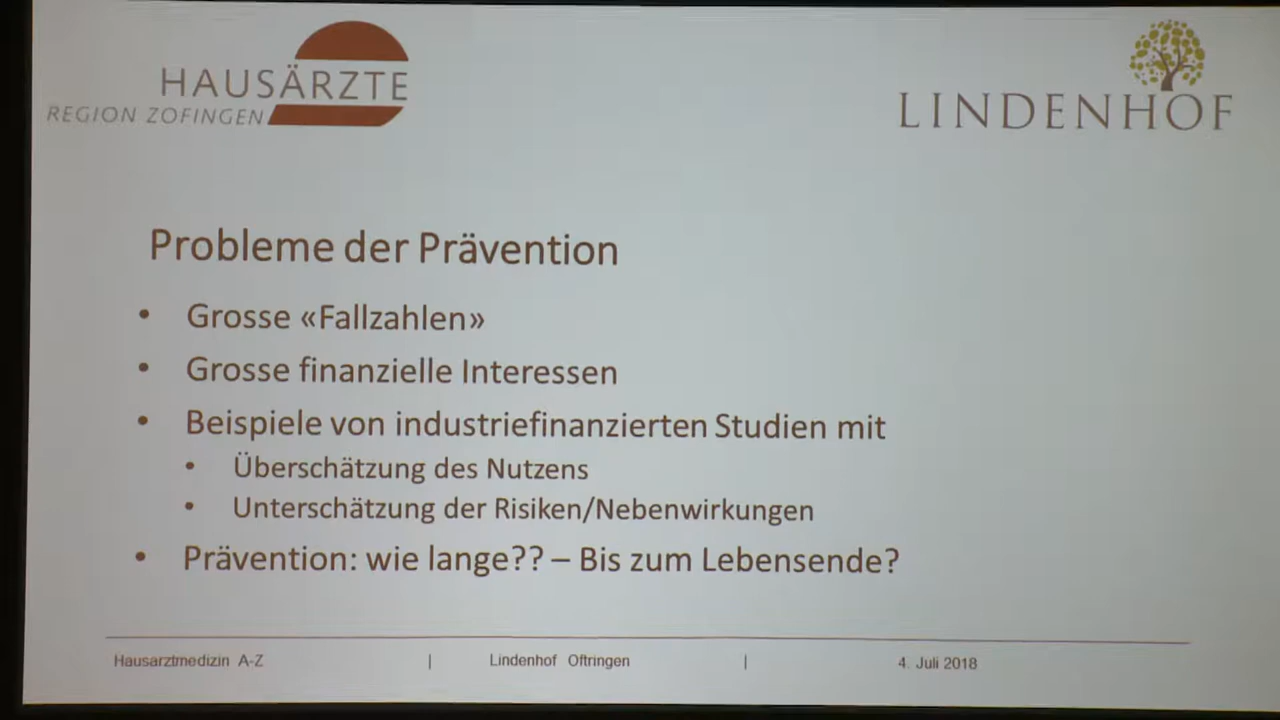 HAUSÄRZTE
REGION ZOFINGEN
LINDENHOF
Probleme der Prävention
• Grosse «Fallzahlen»
• Grosse finanzielle Interessen
• Beispiele von industriefinanzierten Studien mit
• Überschätzung des Nutzens
• Unterschätzung der Risiken/Nebenwirkungen
• Prävention: wie lange?? – Bis zum Lebensende?
Hausarztmedizin A-Z | Lindenhof Oftringen | 4. Juli 2018